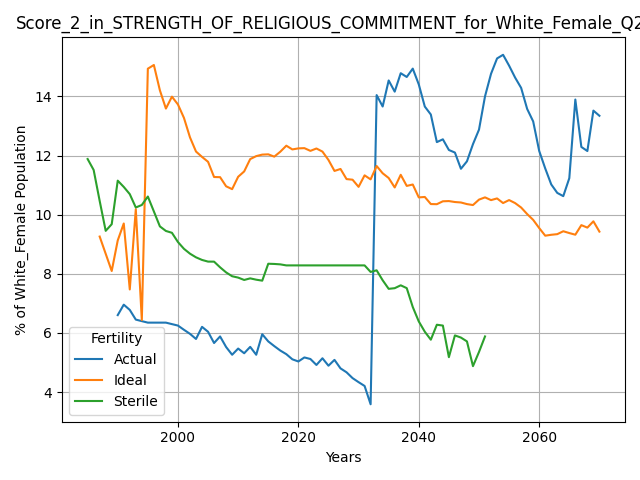 Score_2_in_STRENGTH_OF_RELIGIOUS_COMMITMENT_for_White_Female_Q2
% of White_Female Population
14
12
10
8
6
4
Fertility
Actual
Ideal
Sterile
2000 2020 2040 2060
Years